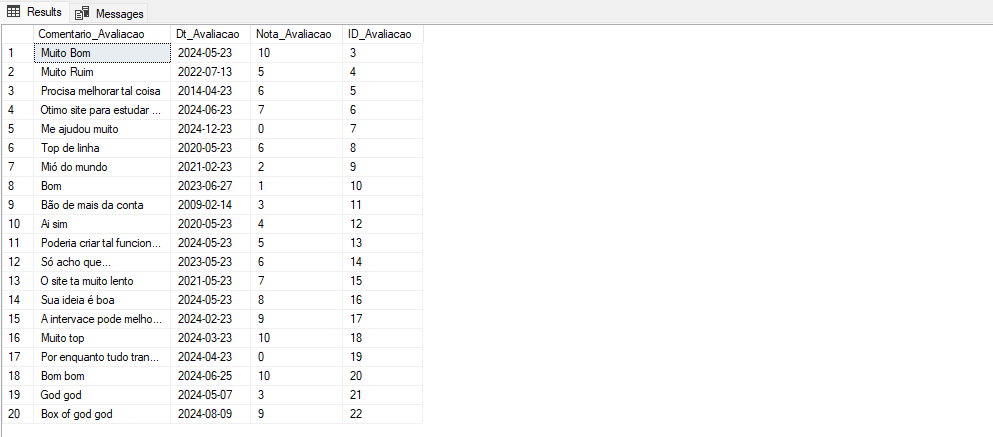 Results Messages
Comentario_Avaliacao Dt_Avaliacao Nota_Avaliacao ID_Avaliacao
1 Muito Bom 2024-05-23 10 3
2 Muito Ruim 2022-07-13 5 4
3 Procisa melhorar tal coisa 2014-04-23 6 5
4 Otimo site para estudar ... 2024-06-23 7 6
5 Me ajudou muito 2024-12-23 0 7
6 Top de linha 2020-05-23 6 8
7 Mió do mundo 2021-02-23 2 9
8 Bom 2023-06-27 1 10
9 Bão de mais da conta 2009-02-14 3 11
10 Ai sim 2020-05-23 4 12
11 Poderia criar tal funcion... 2024-05-23 5 13
12 Só acho que... 2023-05-23 6 14
13 O site ta muito lento 2021-05-23 7 15
14 Sua ideia é boa 2024-05-23 8 16
15 A intervace pode melho... 2024-02-23 9 17
16 Muito top 2024-03-23 10 18
17 Por enquanto tudo tran... 2024-04-23 0 19
18 Bom bom 2024-06-25 10 20
19 God god 2024-05-07 3 21
20 Box of god god 2024-08-09 9 22